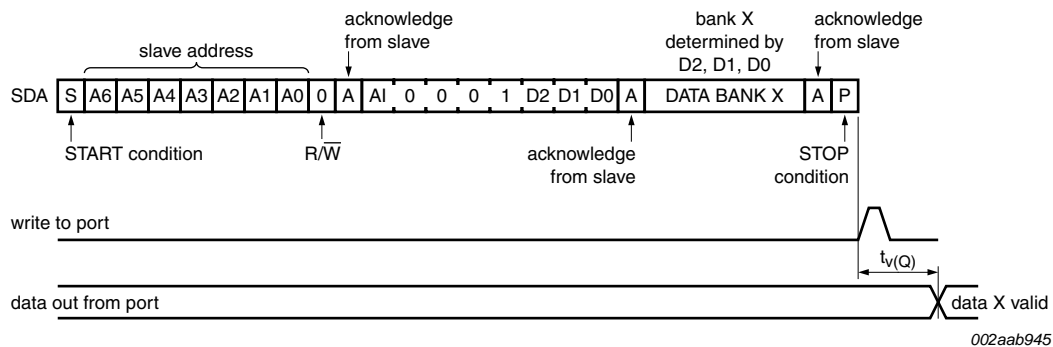 acknowledge
from slave
bank X
determined by
D2, D1, D0
acknowledge
from slave
slave address
SDA S A6 A5 A4 A3 A2 A1 A0 0 A AI 0 0 0 1 D2 D1 D0 A DATA BANK X A P
START condition
R/W̅
acknowledge
from slave
STOP
condition
write to port
tv(Q)
data out from port
data X valid
002aab945